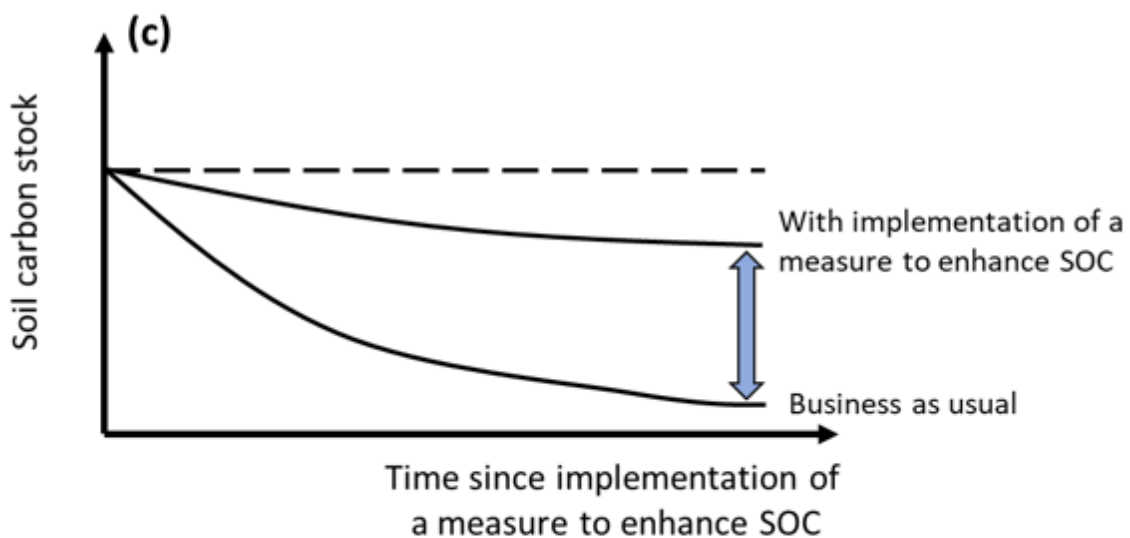 (c)
Soil carbon stock
With implementation of a
measure to enhance SOC
Business as usual
Time since implementation of
a measure to enhance SOC